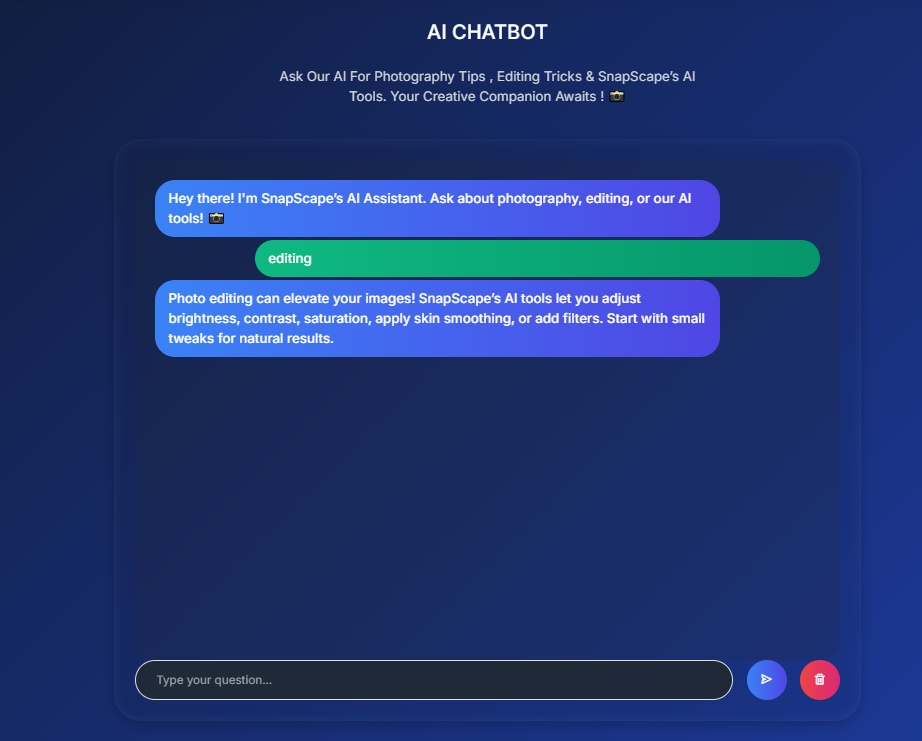 AI CHATBOT
Ask Our AI For Photography Tips , Editing Tricks & SnapScape’s AI
Tools. Your Creative Companion Awaits ! 📸
Hey there! I'm SnapScape’s AI Assistant. Ask about photography, editing, or our AI
tools! 📸
editing
Photo editing can elevate your images! SnapScape’s AI tools let you adjust
brightness, contrast, saturation, apply skin smoothing, or add filters. Start with small
tweaks for natural results.
Type your question...